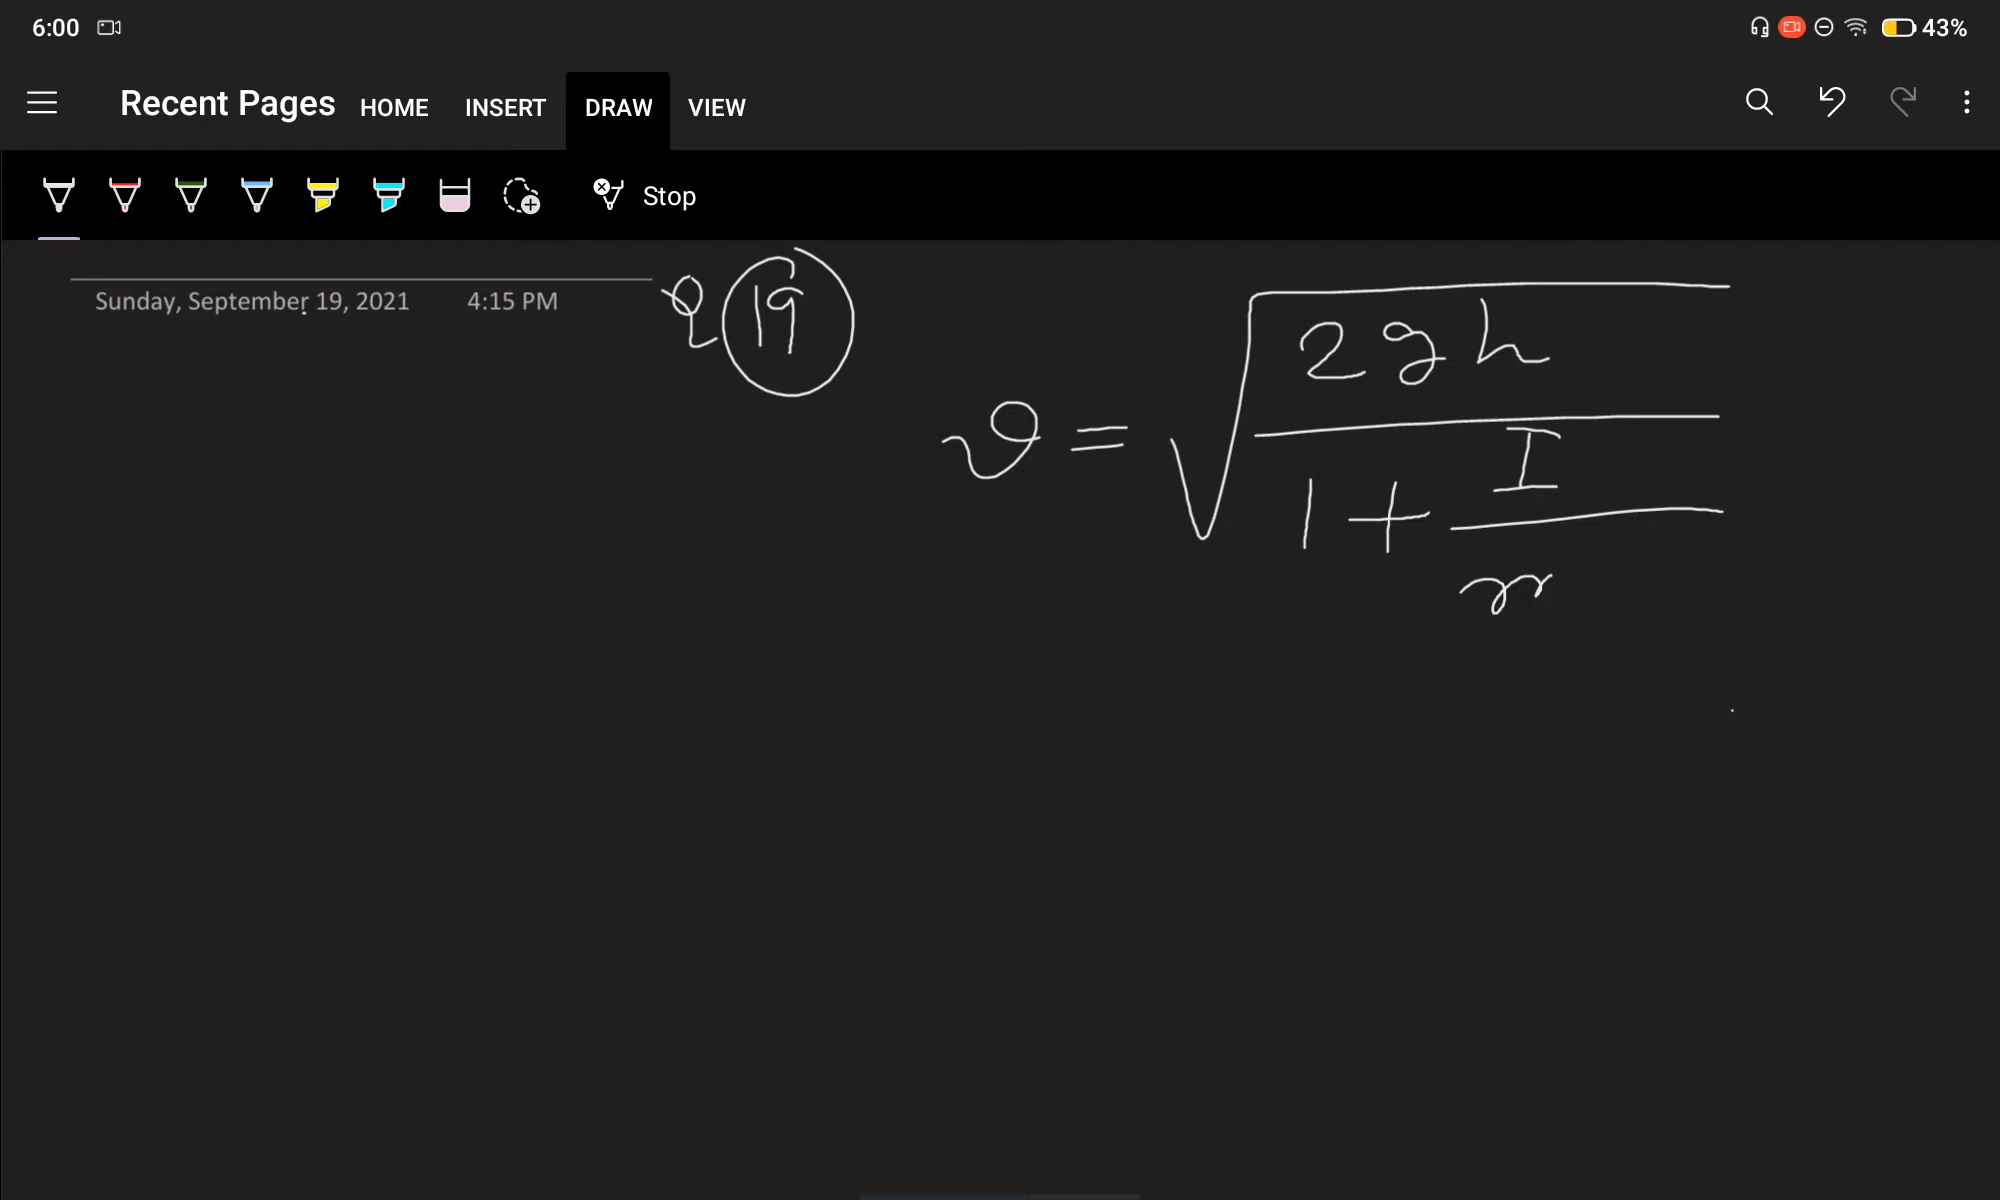 6:00 43%
Recent Pages HOME INSERT DRAW VIEW
Stop
Sunday, September 19, 2021 4:15 PM
Q 19
v = √
2gh
1 + I
m